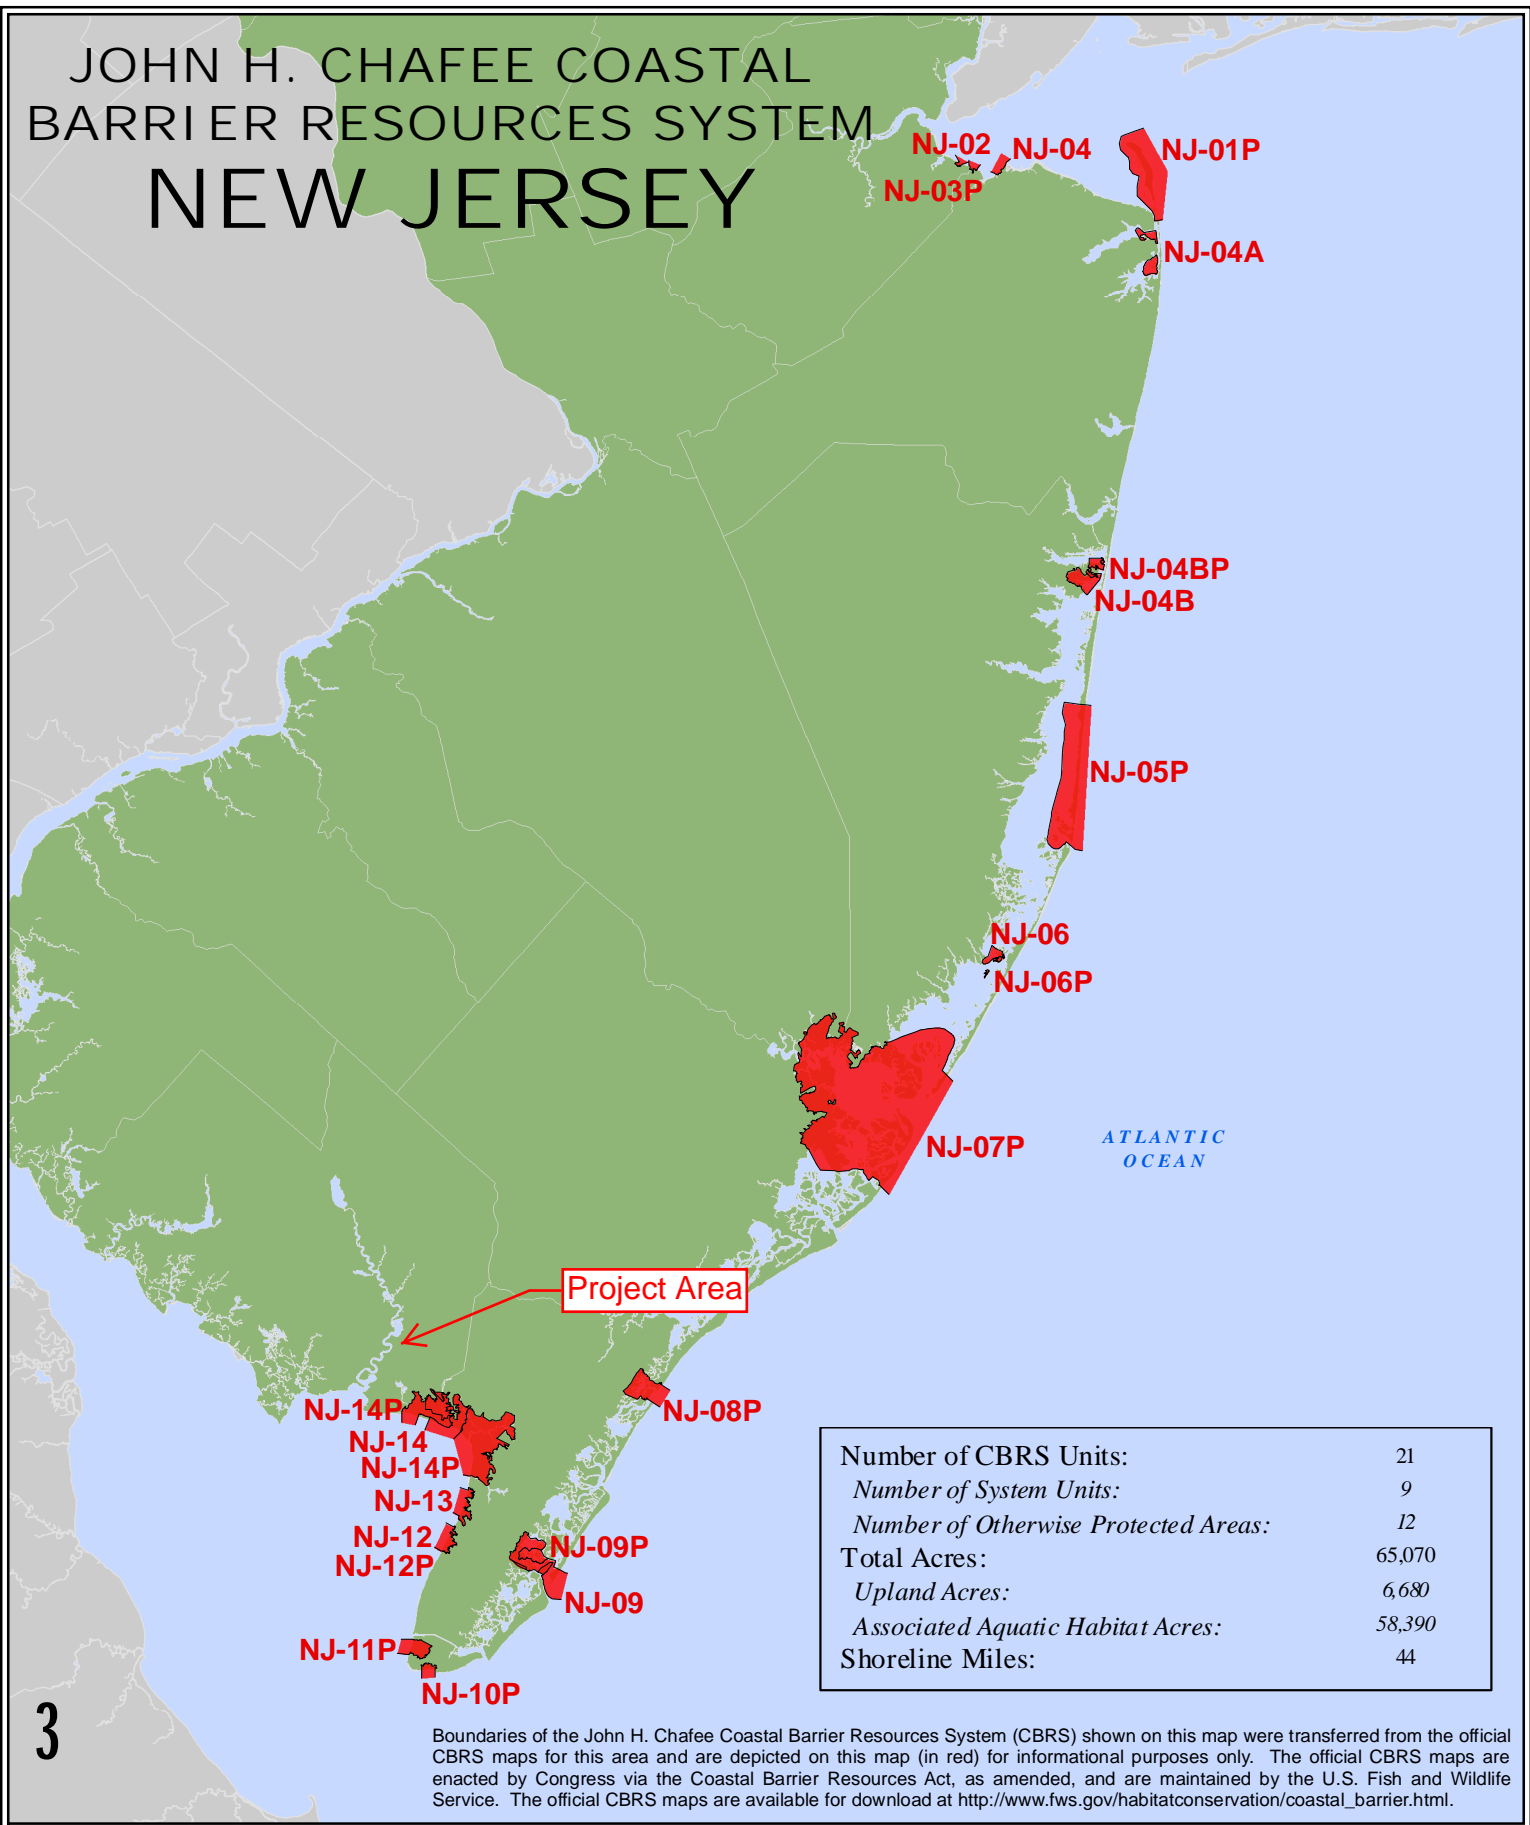 JOHN H. CHAFEE COASTAL
BARRIER RESOURCES SYSTEM
NEW JERSEY
NJ-02
NJ-04
NJ-01P
NJ-03P
NJ-04A
NJ-04BP
NJ-04B
NJ-05P
NJ-06
NJ-06P
NJ-07P
ATLANTIC
OCEAN
Project Area
NJ-14P
NJ-08P
NJ-14
NJ-14P
NJ-13
NJ-12
NJ-09P
NJ-12P
NJ-09
NJ-11P
NJ-10P
Number of CBRS Units: 21
Number of System Units: 9
Number of Otherwise Protected Areas: 12
Total Acres: 65,070
Upland Acres: 6,680
Associated Aquatic Habitat Acres: 58,390
Shoreline Miles: 44
3
Boundaries of the John H. Chafee Coastal Barrier Resources System (CBRS) shown on this map were transferred from the official
CBRS maps for this area and are depicted on this map (in red) for informational purposes only. The official CBRS maps are
enacted by Congress via the Coastal Barrier Resources Act, as amended, and are maintained by the U.S. Fish and Wildlife
Service. The official CBRS maps are available for download at http://www.fws.gov/habitatconservation/coastal_barrier.html.